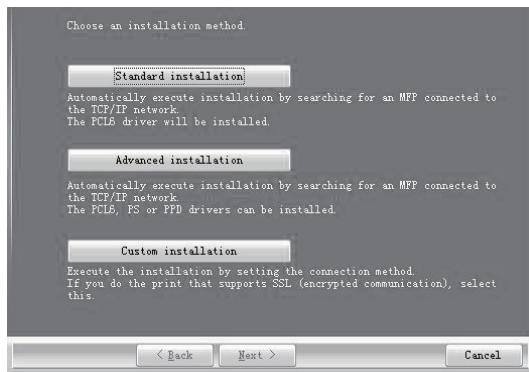 Choose an installation method.
Standard installation
Automatically execute installation by searching for an MFP connected to
the TCP/IP network.
The PCL6 driver will be installed.
Advanced installation
Automatically execute installation by searching for an MFP connected to
the TCP/IP network.
The PCL6, PS or PPD drivers can be installed.
Custom installation
Execute the installation by setting the connection method.
If you do the print that supports SSL (encrypted communication), select
this.
< Back Next > Cancel